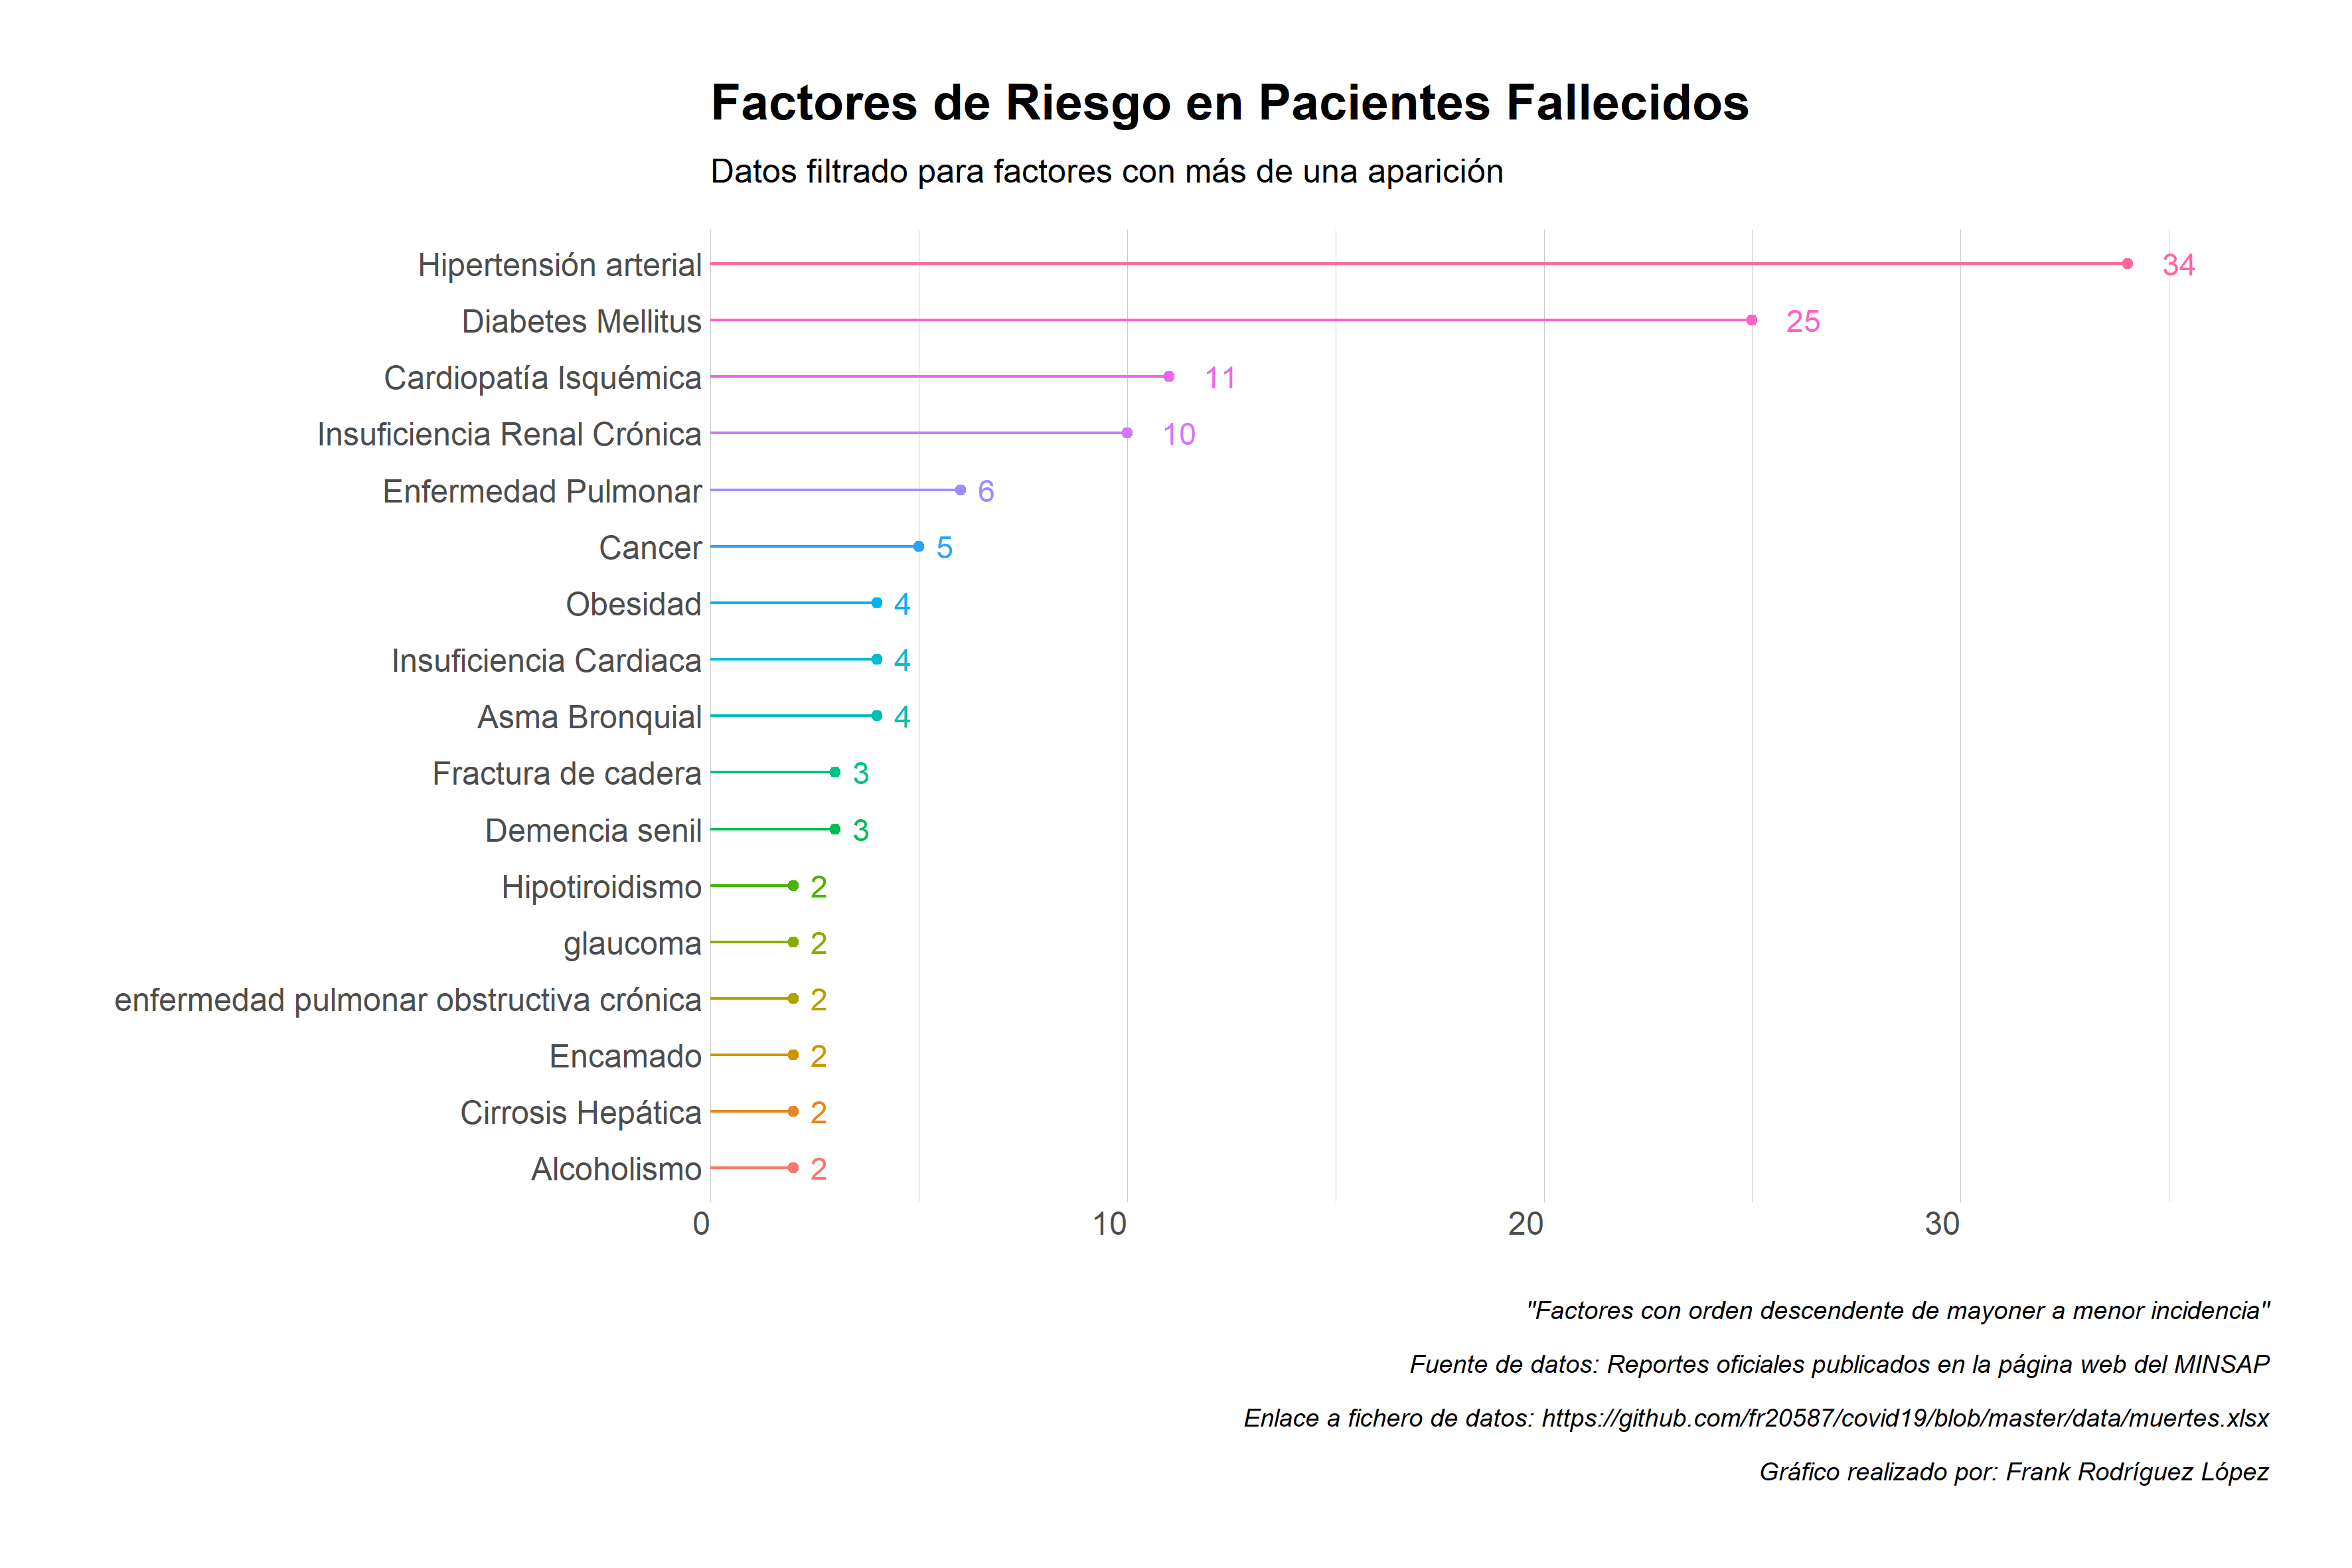 Factores de Riesgo en Pacientes Fallecidos
Datos filtrado para factores con más de una aparición
Hipertensión arterial 34
Diabetes Mellitus 25
Cardiopatía Isquémica 11
Insuficiencia Renal Crónica 10
Enfermedad Pulmonar 6
Cancer 5
Obesidad 4
Insuficiencia Cardiaca 4
Asma Bronquial 4
Fractura de cadera 3
Demencia senil 3
Hipotiroidismo 2
glaucoma 2
enfermedad pulmonar obstructiva crónica 2
Encamado 2
Cirrosis Hepática 2
Alcoholismo 2
0 10 20 30
"Factores con orden descendente de mayoner a menor incidencia"
Fuente de datos: Reportes oficiales publicados en la página web del MINSAP
Enlace a fichero de datos: https://github.com/fr20587/covid19/blob/master/data/muertes.xlsx
Gráfico realizado por: Frank Rodríguez López